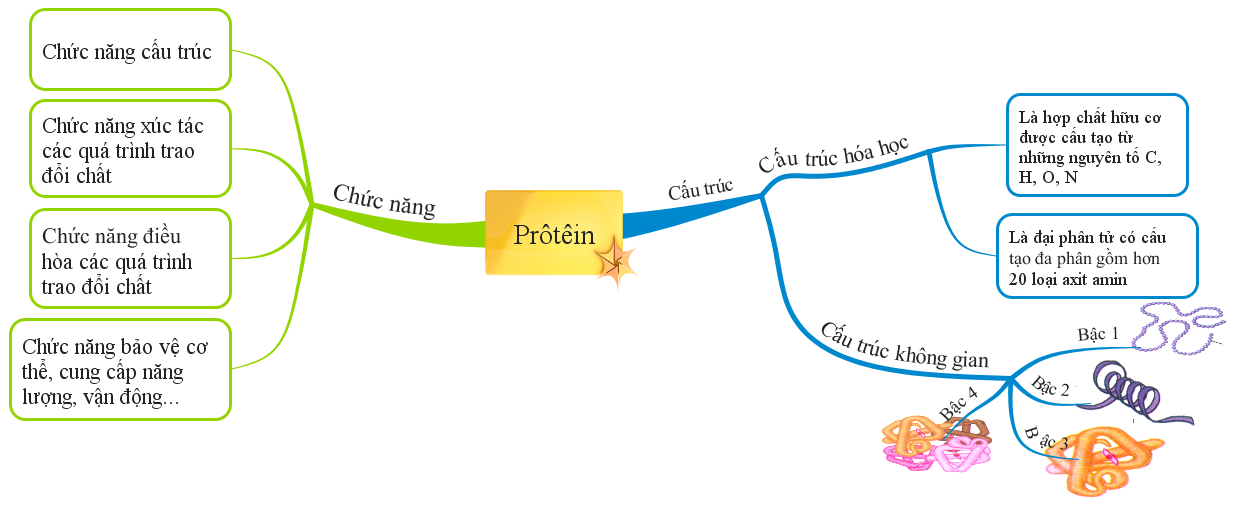 Chức năng cấu trúc
Chức năng xúc tác
các quá trình trao
đổi chất
Chức năng điều
hòa các quá trình
trao đổi chất
Chức năng bảo vệ cơ
thể, cung cấp năng
lượng, vận động...
Chức năng
Prôtêin
Cấu trúc
Cấu trúc hóa học
Là hợp chất hữu cơ
được cấu tạo từ
những nguyên tố C,
H, O, N
Là đại phân tử có cấu
tạo đa phân gồm hơn
20 loại axit amin
Cấu trúc không gian
Bậc 1
Bậc 2
Bậc 3
Bậc 4